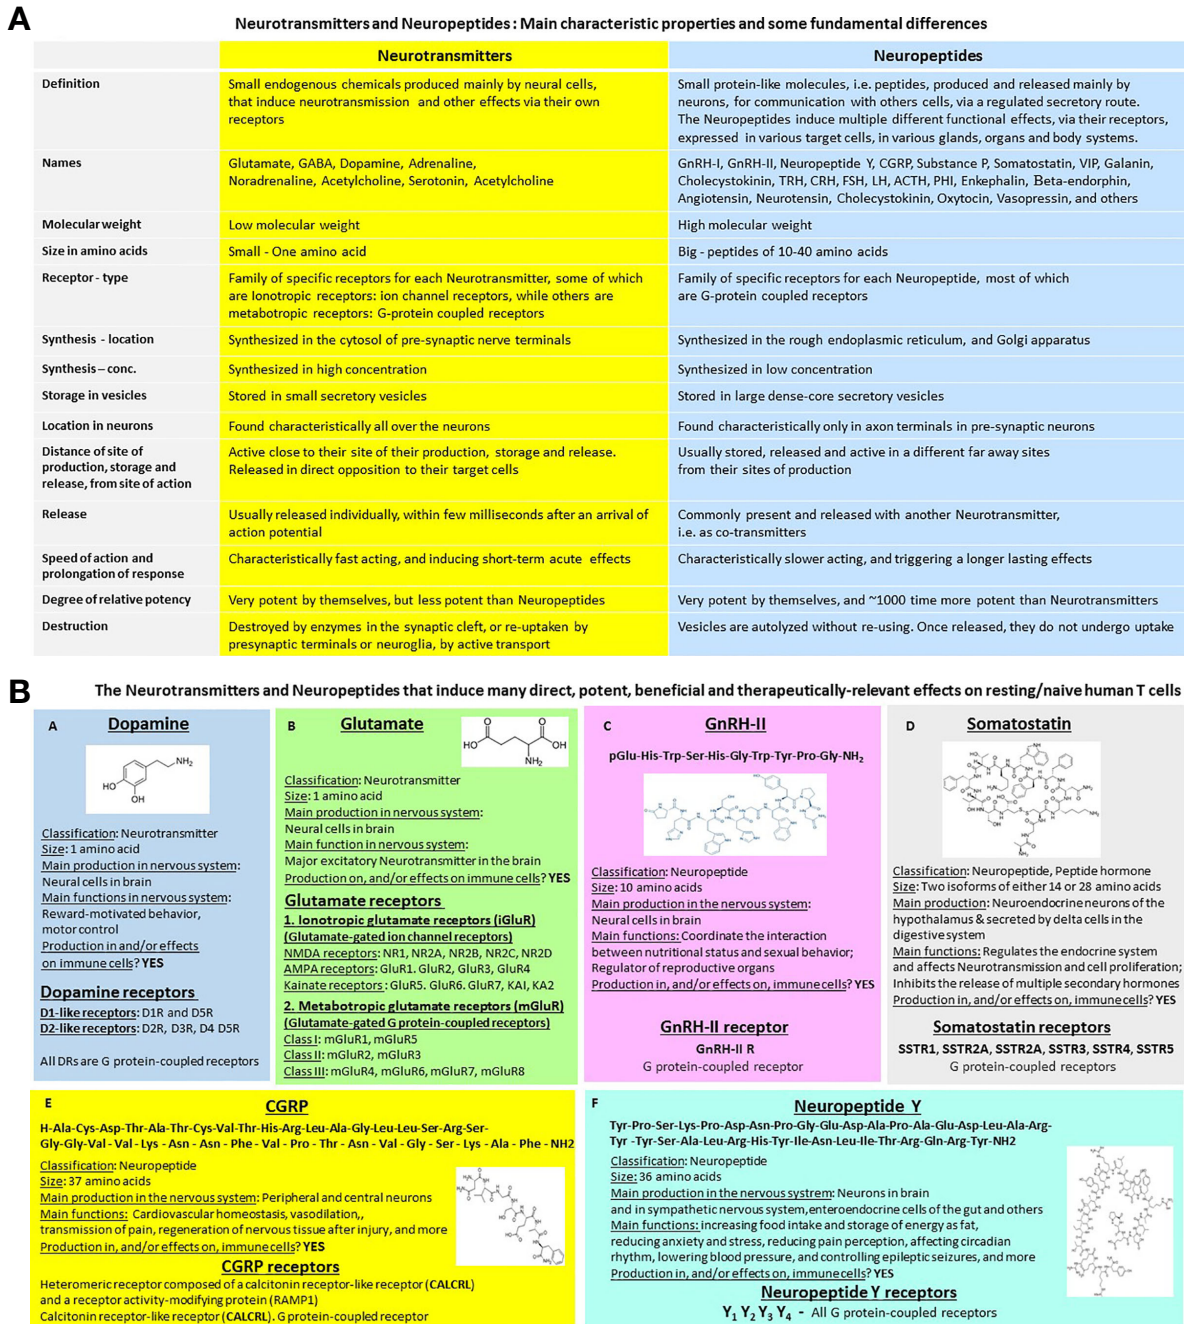 A
Neurotransmitters and Neuropeptides : Main characteristic properties and some fundamental differences
Neurotransmitters
Neuropeptides
Definition
Small endogenous chemicals produced mainly by neural cells,
that induce neurotransmission and other effects via their own
receptors
Small protein-like molecules, i.e. peptides, produced and released mainly by
neurons, for communication with others cells, via a regulated secretory route.
The Neuropeptides induce multiple different functional effects, via their receptors,
expressed in various target cells, in various glands, organs and body systems.
Names
Glutamate, GABA, Dopamine, Adrenaline,
Noradrenaline, Acetylcholine, Serotonin, Acetylcholine
GnRH-I, GnRH-II, Neuropeptide Y, CGRP, Substance P, Somatostatin, VIP, Galanin,
Cholecystokinin, TRH, CRH, FSH, LH, ACTH, PHI, Enkephalin, Beta-endorphin,
Angiotensin, Neurotensin, Cholecystokinin, Oxytocin, Vasopressin, and others
Molecular weight
Low molecular weight
High molecular weight
Size in amino acids
Small - One amino acid
Big - peptides of 10-40 amino acids
Receptor - type
Family of specific receptors for each Neurotransmitter, some of which
are Ionotropic receptors: ion channel receptors, while others are
metabotropic receptors: G-protein coupled receptors
Family of specific receptors for each Neuropeptide, most of which
are G-protein coupled receptors
Synthesis - location
Synthesized in the cytosol of pre-synaptic nerve terminals
Synthesized in the rough endoplasmic reticulum, and Golgi apparatus
Synthesis – conc.
Synthesized in high concentration
Synthesized in low concentration
Storage in vesicles
Stored in small secretory vesicles
Stored in large dense-core secretory vesicles
Location in neurons
Found characteristically all over the neurons
Found characteristically only in axon terminals in pre-synaptic neurons
Distance of site of
production, storage and
release, from site of action
Active close to their site of their production, storage and release.
Released in direct opposition to their target cells
Usually stored, released and active in a different far away sites
from their sites of production
Release
Usually released individually, within few milliseconds after an arrival of
action potential
Commonly present and released with another Neurotransmitter,
i.e. as co-transmitters
Speed of action and
prolongation of response
Characteristically fast acting, and inducing short-term acute effects
Characteristically slower acting, and triggering a longer lasting effects
Degree of relative potency
Very potent by themselves, but less potent than Neuropeptides
Very potent by themselves, and ~1000 time more potent than Neurotransmitters
Destruction
Destroyed by enzymes in the synaptic cleft, or re-uptaken by
presynaptic terminals or neuroglia, by active transport
Vesicles are autolyzed without re-using. Once released, they do not undergo uptake
B
The Neurotransmitters and Neuropeptides that induce many direct, potent, beneficial and therapeutically-relevant effects on resting/naive human T cells
A
Dopamine
NH2
HO
OH
Classification: Neurotransmitter
Size: 1 amino acid
Main production in nervous system:
Neural cells in brain
Main functions in nervous system:
Reward-motivated behavior,
motor control
Production in and/or effects
on immune cells? YES
Dopamine receptors
D1-like receptors: D1R and D5R
D2-like receptors: D2R, D3R, D4 D5R
All DRs are G protein-coupled receptors
B
Glutamate
O O
HO OH
NH2
Classification: Neurotransmitter
Size: 1 amino acid
Main production in nervous system:
Neural cells in brain
Main function in nervous system:
Major excitatory Neurotransmitter in the brain
Production on, and/or effects on immune cells? YES
Glutamate receptors
1. Ionotropic glutamate receptors (iGluR)
(Glutamate-gated ion channel receptors)
NMDA receptors: NR1, NR2A, NR2B, NR2C, NR2D
AMPA receptors: GluR1. GluR2, GluR3, GluR4
Kainate receptors: GluR5. GluR6. GluR7, KAI, KA2
2. Metabotropic glutamate receptors (mGluR)
(Glutamate-gated G protein-coupled receptors)
Class I: mGluR1, mGluR5
Class II: mGluR2, mGluR3
Class III: mGluR4, mGluR6, mGluR7, mGluR8
C
GnRH-II
pGlu-His-Trp-Ser-His-Gly-Trp-Tyr-Pro-Gly-NH2
Classification: Neuropeptide
Size: 10 amino acids
Main production in the nervous system:
Neural cells in brain
Main functions: Coordinate the interaction
between nutritional status and sexual behavior;
Regulator of reproductive organs
Production in, and/or effects on, immune cells? YES
GnRH-II receptor
GnRH-II R
G protein-coupled receptor
D
Somatostatin
Classification: Neuropeptide, Peptide hormone
Size: Two isoforms of either 14 or 28 amino acids
Main production: Neuroendocrine neurons of the
hypothalamus & secreted by delta cells in the
digestive system
Main functions: Regulates the endocrine system
and affects Neurotransmission and cell proliferation;
Inhibits the release of multiple secondary hormones
Production in, and/or effects on, immune cells? YES
Somatostatin receptors
SSTR1, SSTR2A, SSTR2A, SSTR3, SSTR4, SSTR5
G protein-coupled receptors
E
CGRP
H-Ala-Cys-Asp-Thr-Ala-Thr-Cys-Val-Thr-His-Arg-Leu-Ala-Gly-Leu-Leu-Ser-Arg-Ser-
Gly-Gly-Val - Val - Lys - Asn - Asn - Phe - Val - Pro - Thr - Asn - Val - Gly - Ser - Lys - Ala - Phe - NH2
Classification: Neuropeptide
Size: 37 amino acids
Main production in the nervous system: Peripheral and central neurons
Main functions: Cardiovascular homeostasis, vasodilation,,
transmission of pain, regeneration of nervous tissue after injury, and more
Production in, and/or effects on, immune cells? YES
CGRP receptors
Heteromeric receptor composed of a calcitonin receptor-like receptor (CALCRL)
and a receptor activity-modifying protein (RAMP1)
Calcitonin receptor-like receptor (CALCRL). G protein-coupled receptor
F
Neuropeptide Y
Tyr-Pro-Ser-Lys-Pro-Asp-Asn-Pro-Gly-Glu-Asp-Ala-Pro-Ala-Glu-Asp-Leu-Ala-Arg-
Tyr -Tyr-Ser-Ala-Leu-Arg-His-Tyr-Ile-Asn-Leu-Ile-Thr-Arg-Gln-Arg-Tyr-NH2
Classification: Neuropeptide
Size: 36 amino acids
Main production in the nervous systrem: Neurons in brain
and in sympathetic nervous system,enteroendocrine cells of the gut and others
Main functions: increasing food intake and storage of energy as fat,
reducing anxiety and stress, reducing pain perception, affecting circadian
rhythm, lowering blood pressure, and controlling epileptic seizures, and more
Production in, and/or effects on, immune cells? YES
Neuropeptide Y receptors
Y1 Y2 Y3 Y4 - All G protein-coupled receptors